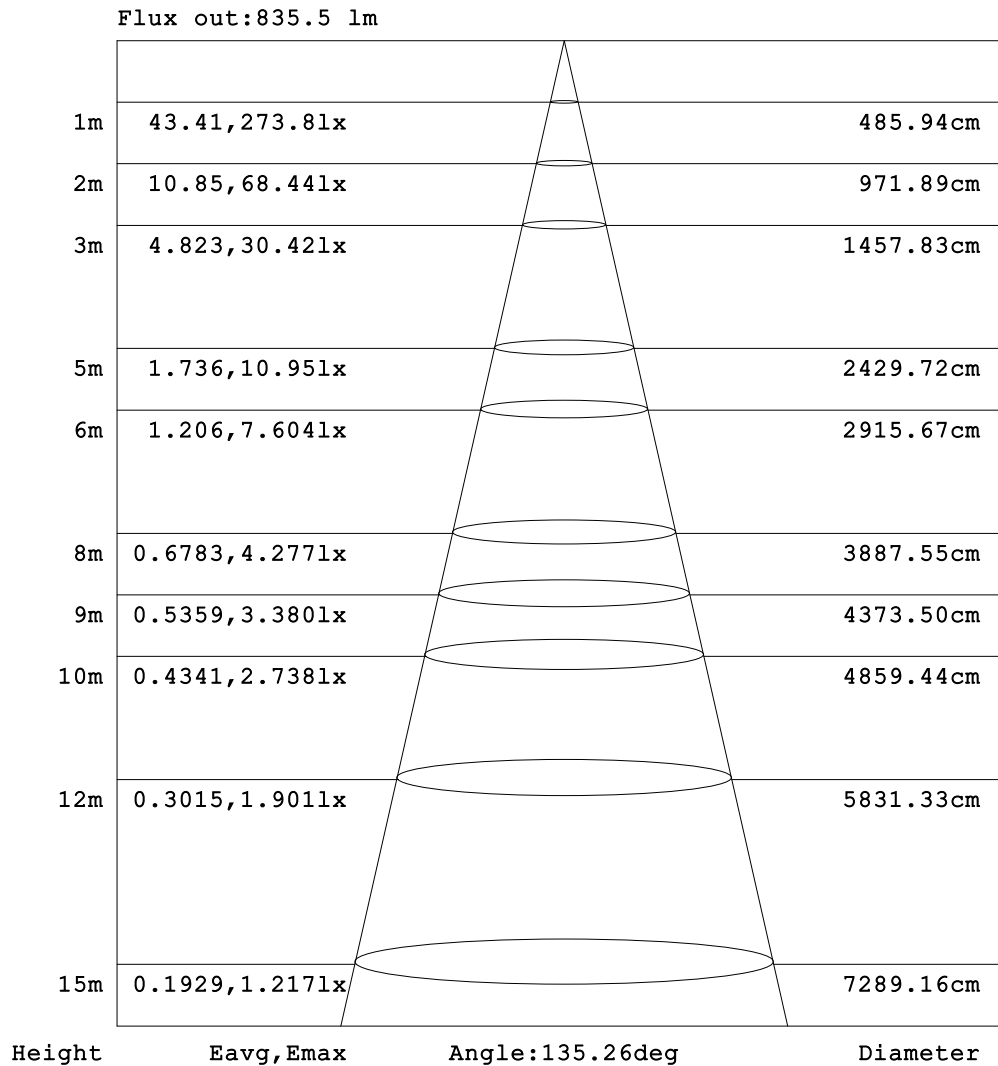 Flux out:835.5 lm
1m 43.41,273.8lx 485.94cm
2m 10.85,68.44lx 971.89cm
3m 4.823,30.42lx 1457.83cm
5m 1.736,10.95lx 2429.72cm
6m 1.206,7.604lx 2915.67cm
8m 0.6783,4.277lx 3887.55cm
9m 0.5359,3.380lx 4373.50cm
10m 0.4341,2.738lx 4859.44cm
12m 0.3015,1.901lx 5831.33cm
15m 0.1929,1.217lx 7289.16cm
Height Eavg,Emax Angle:135.26deg Diameter